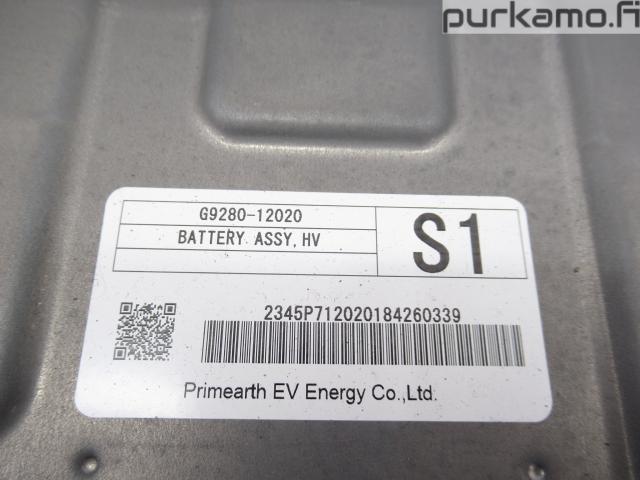 purkamo.fi
G9280-12020
BATTERY ASSY,HV
S1
2345P712020184260339
Primearth EV Energy Co.,Ltd.